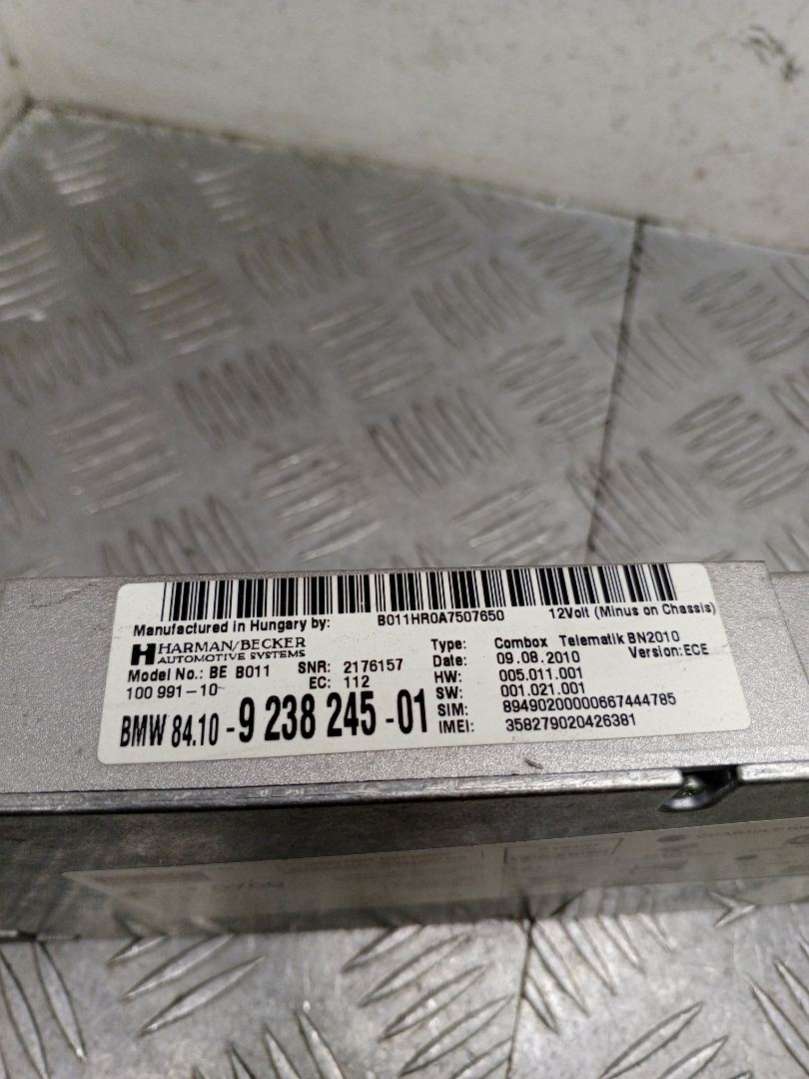 Manufactured in Hungary by: B011HR0A7507650 12Volt (Minus on Chassis)
HARMAN/BECKER
AUTOMOTIVE SYSTEMS
Model No.: BE B011 SNR: 2176157
100 991-10 EC: 112
BMW 84.10-9 238 245-01
Type: Combox Telematik BN2010
Date: 09.08.2010 Version: ECE
HW: 005.011.001
SW: 001.021.001
SIM: 89490200000667444785
IMEI: 358279020426381